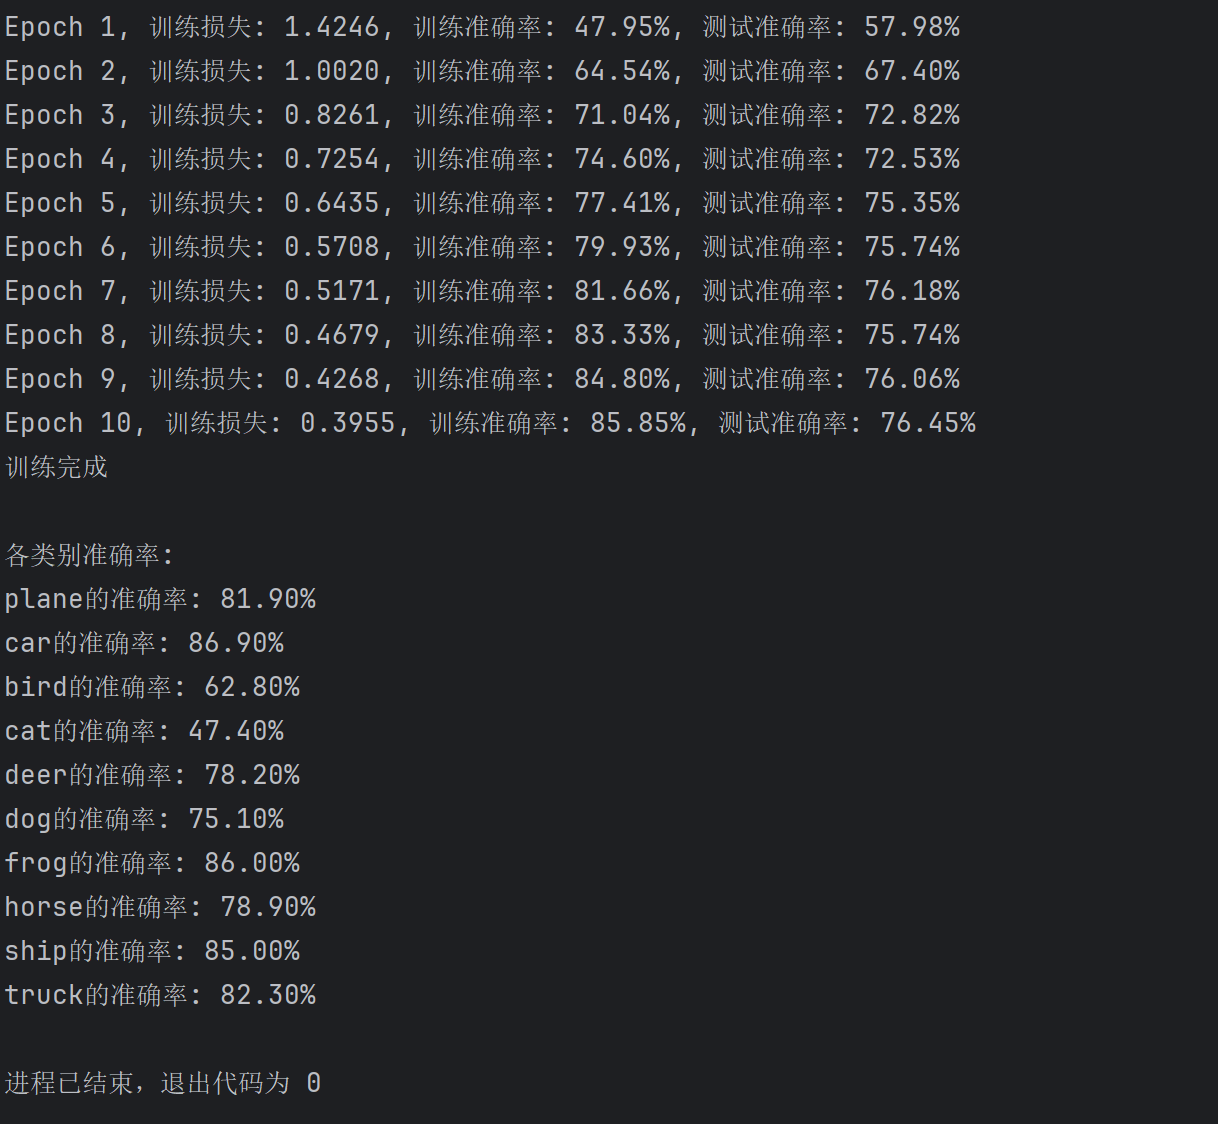 Epoch 1, 训练损失: 1.4246, 训练准确率: 47.95%, 测试准确率: 57.98%
Epoch 2, 训练损失: 1.0020, 训练准确率: 64.54%, 测试准确率: 67.40%
Epoch 3, 训练损失: 0.8261, 训练准确率: 71.04%, 测试准确率: 72.82%
Epoch 4, 训练损失: 0.7254, 训练准确率: 74.60%, 测试准确率: 72.53%
Epoch 5, 训练损失: 0.6435, 训练准确率: 77.41%, 测试准确率: 75.35%
Epoch 6, 训练损失: 0.5708, 训练准确率: 79.93%, 测试准确率: 75.74%
Epoch 7, 训练损失: 0.5171, 训练准确率: 81.66%, 测试准确率: 76.18%
Epoch 8, 训练损失: 0.4679, 训练准确率: 83.33%, 测试准确率: 75.74%
Epoch 9, 训练损失: 0.4268, 训练准确率: 84.80%, 测试准确率: 76.06%
Epoch 10, 训练损失: 0.3955, 训练准确率: 85.85%, 测试准确率: 76.45%
训练完成
各类别准确率:
plane的准确率: 81.90%
car的准确率: 86.90%
bird的准确率: 62.80%
cat的准确率: 47.40%
deer的准确率: 78.20%
dog的准确率: 75.10%
frog的准确率: 86.00%
horse的准确率: 78.90%
ship的准确率: 85.00%
truck的准确率: 82.30%
进程已结束，退出代码为 0